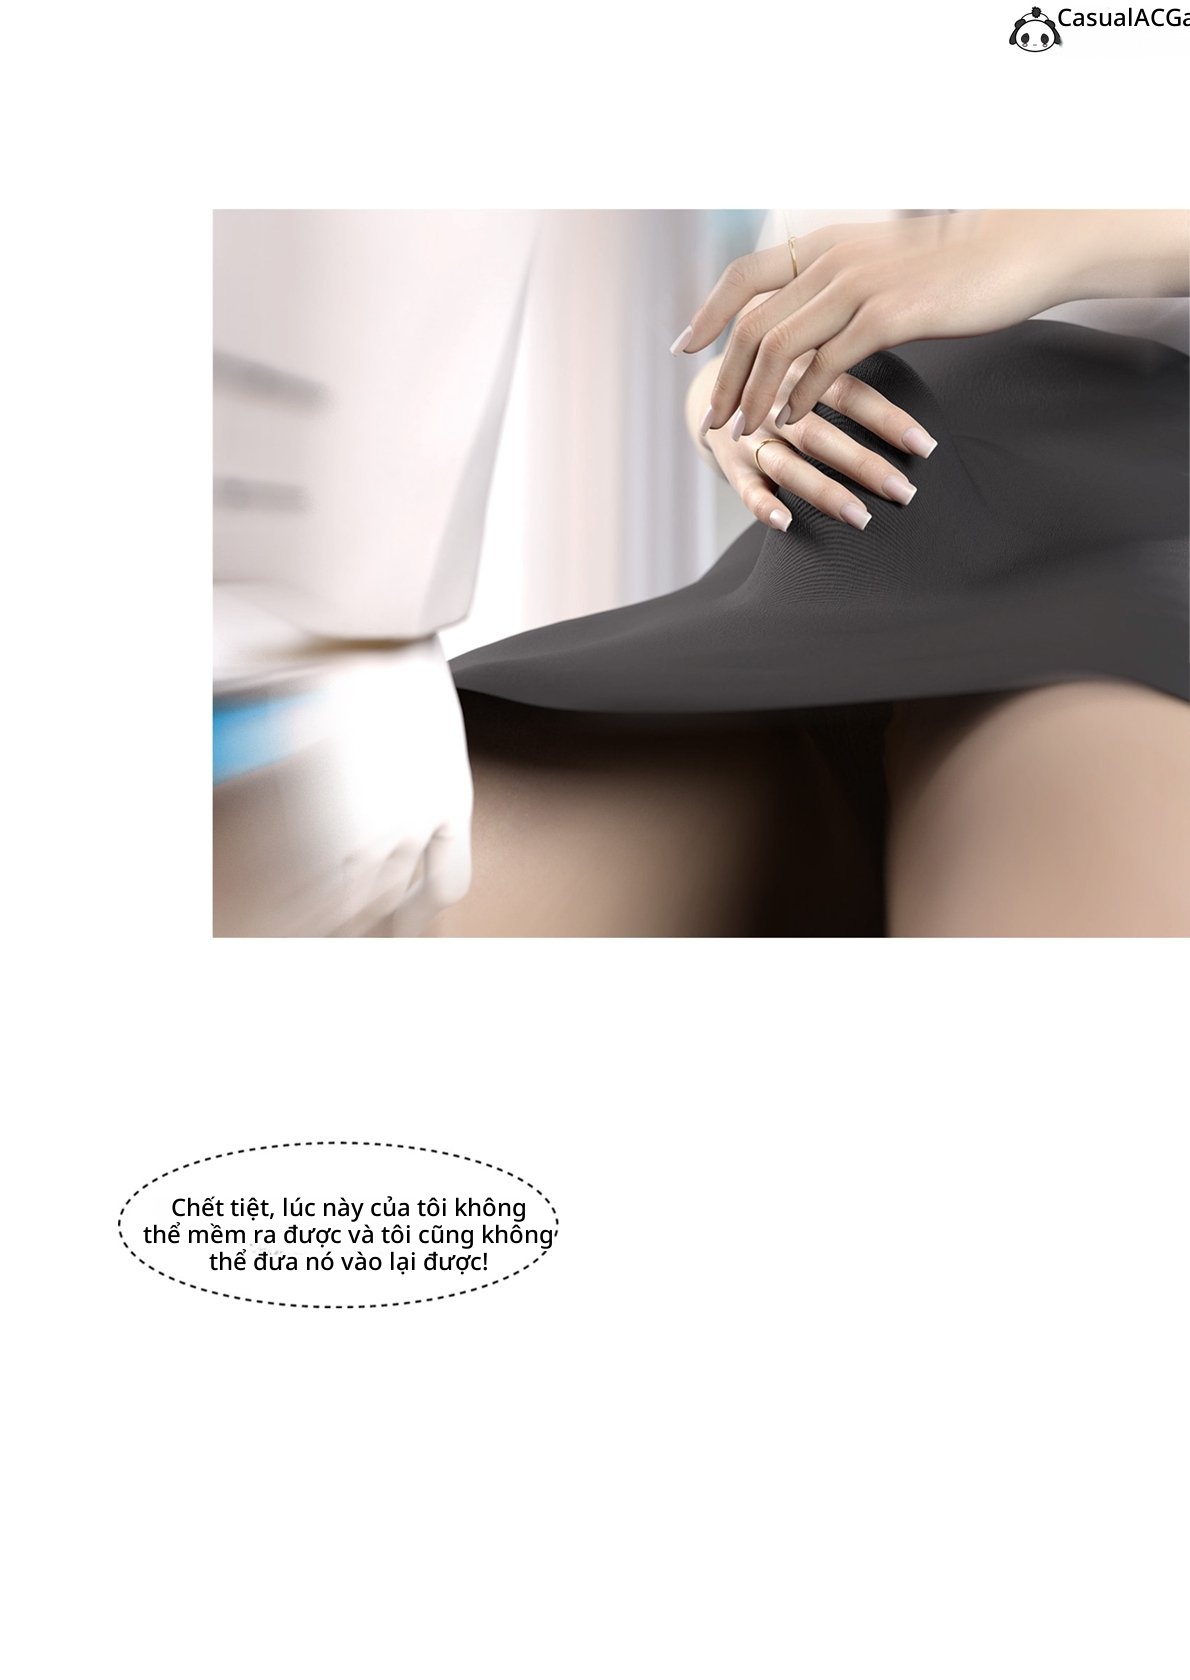 CasualACGa
Chết tiệt, lúc này của tôi không
thể mềm ra được và tôi cũng không
thể đưa nó vào lại được!